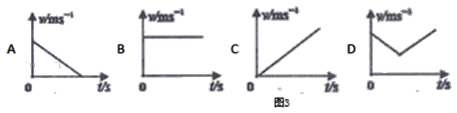 A v/ms⁻¹ 0 t/s
B v/ms⁻¹ 0 t/s
C v/ms⁻¹ 0 t/s
D v/ms⁻¹ 0 t/s
图3